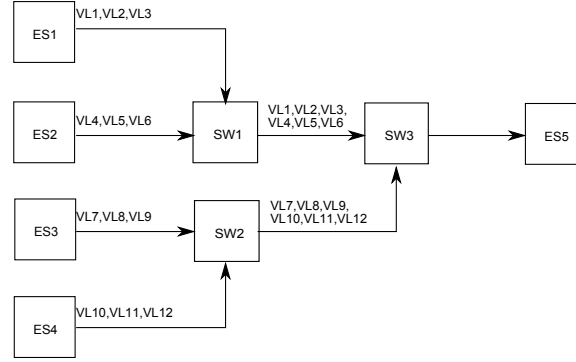 VL1,VL2,VL3
ES1
VL4,VL5,VL6
ES2
SW1
VL1,VL2,VL3,
VL4,VL5,VL6
SW3
ES5
VL7,VL8,VL9
ES3
SW2
VL7,VL8,VL9,
VL10,VL11,VL12
VL10,VL11,VL12
ES4